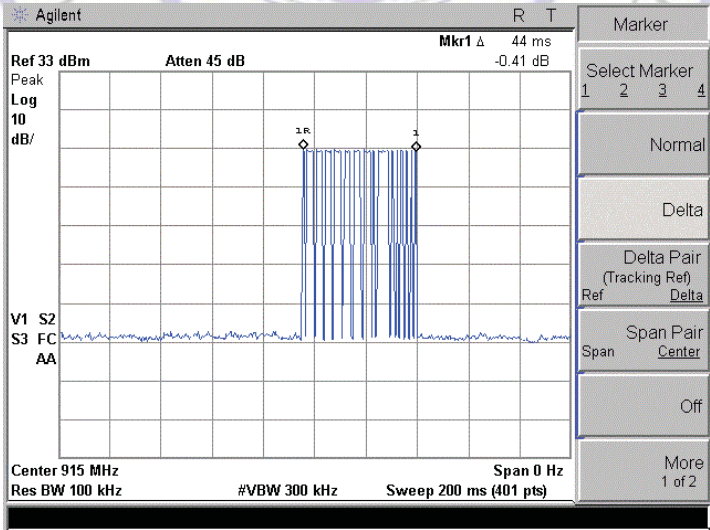 Agilent R T
Mkr1 Δ 44 ms
Ref 33 dBm Atten 45 dB -0.41 dB
Peak
Log
10
dB/
1R
1
V1 S2
S3 FC
AA
Center 915 MHz Span 0 Hz
Res BW 100 kHz #VBW 300 kHz Sweep 200 ms (401 pts)
Marker
Select Marker
1 2 3 4
Normal
Delta
Delta Pair
(Tracking Ref)
Ref Delta
Span Pair
Span Center
Off
More
1 of 2